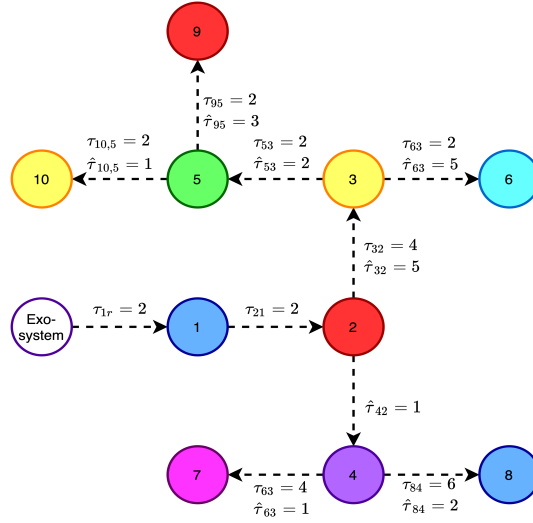 9
τ₉₅ = 2
τ̂₉₅ = 3
τ₁₀,₅ = 2
τ̂₁₀,₅ = 1
τ₅₃ = 2
τ̂₅₃ = 2
τ₆₃ = 2
τ̂₆₃ = 5
10
5
3
6
τ₃₂ = 4
τ̂₃₂ = 5
Exo-
system
τ₁ᵣ = 2
1
τ₂₁ = 2
2
τ̂₄₂ = 1
7
4
8
τ₆₃ = 4
τ̂₆₃ = 1
τ₈₄ = 6
τ̂₈₄ = 2